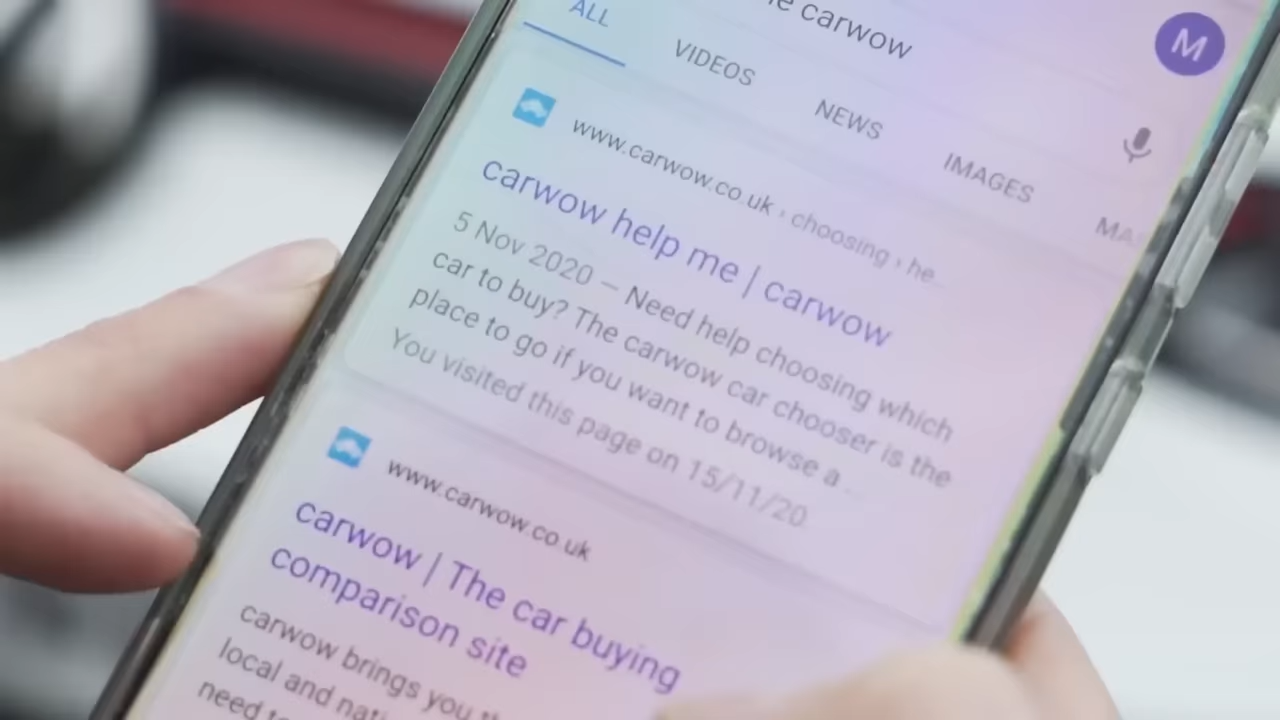 carwow
M
ALL VIDEOS NEWS IMAGES
www.carwow.co.uk › choosing › he...
carwow help me | carwow
5 Nov 2020 — Need help choosing which
car to buy? The carwow car chooser is the
place to go if you want to browse a ...
You visited this page on 15/11/20
www.carwow.co.uk
carwow | The car buying
comparison site
carwow brings you
local and
need